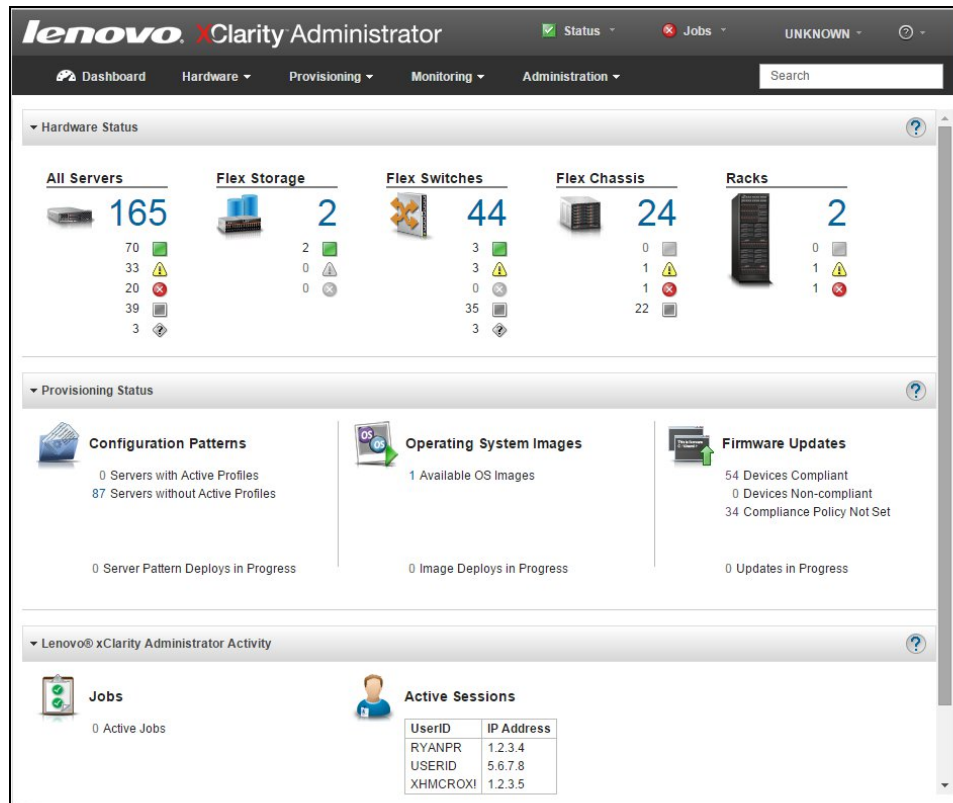 lenovo. XClarity Administrator
Status
Jobs
UNKNOWN
?
Dashboard
Hardware
Provisioning
Monitoring
Administration
Search
Hardware Status
?
All Servers
165
70
33
20
39
3
Flex Storage
2
2
0
0
Flex Switches
44
3
3
0
35
3
Flex Chassis
24
0
1
1
22
Racks
2
0
1
1
Provisioning Status
?
Configuration Patterns
0 Servers with Active Profiles
87 Servers without Active Profiles
0 Server Pattern Deploys in Progress
OS
OS
Operating System Images
1 Available OS Images
0 Image Deploys in Progress
Firmware Updates
54 Devices Compliant
0 Devices Non-compliant
34 Compliance Policy Not Set
0 Updates in Progress
Lenovo® xClarity Administrator Activity
?
Jobs
0 Active Jobs
Active Sessions
UserID IP Address
RYANPR 1.2.3.4
USERID 5.6.7.8
XHMCROX! 1.2.3.5